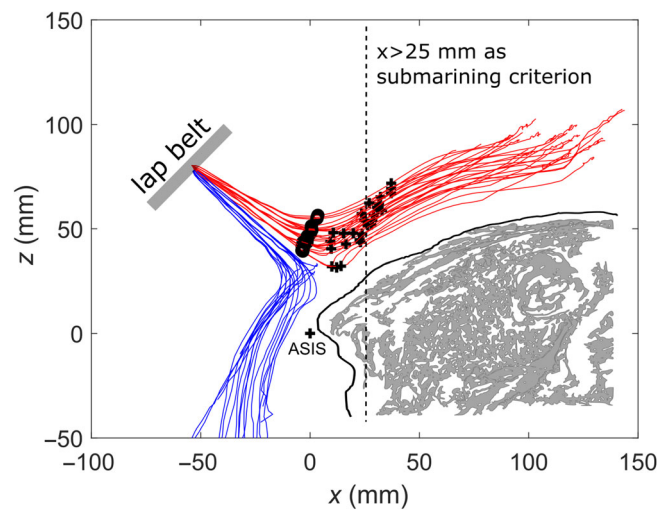 150
100
50
0
-50
-100
-50
0
50
100
150
z (mm)
x (mm)
lap belt
x>25 mm as
submarining criterion
ASIS